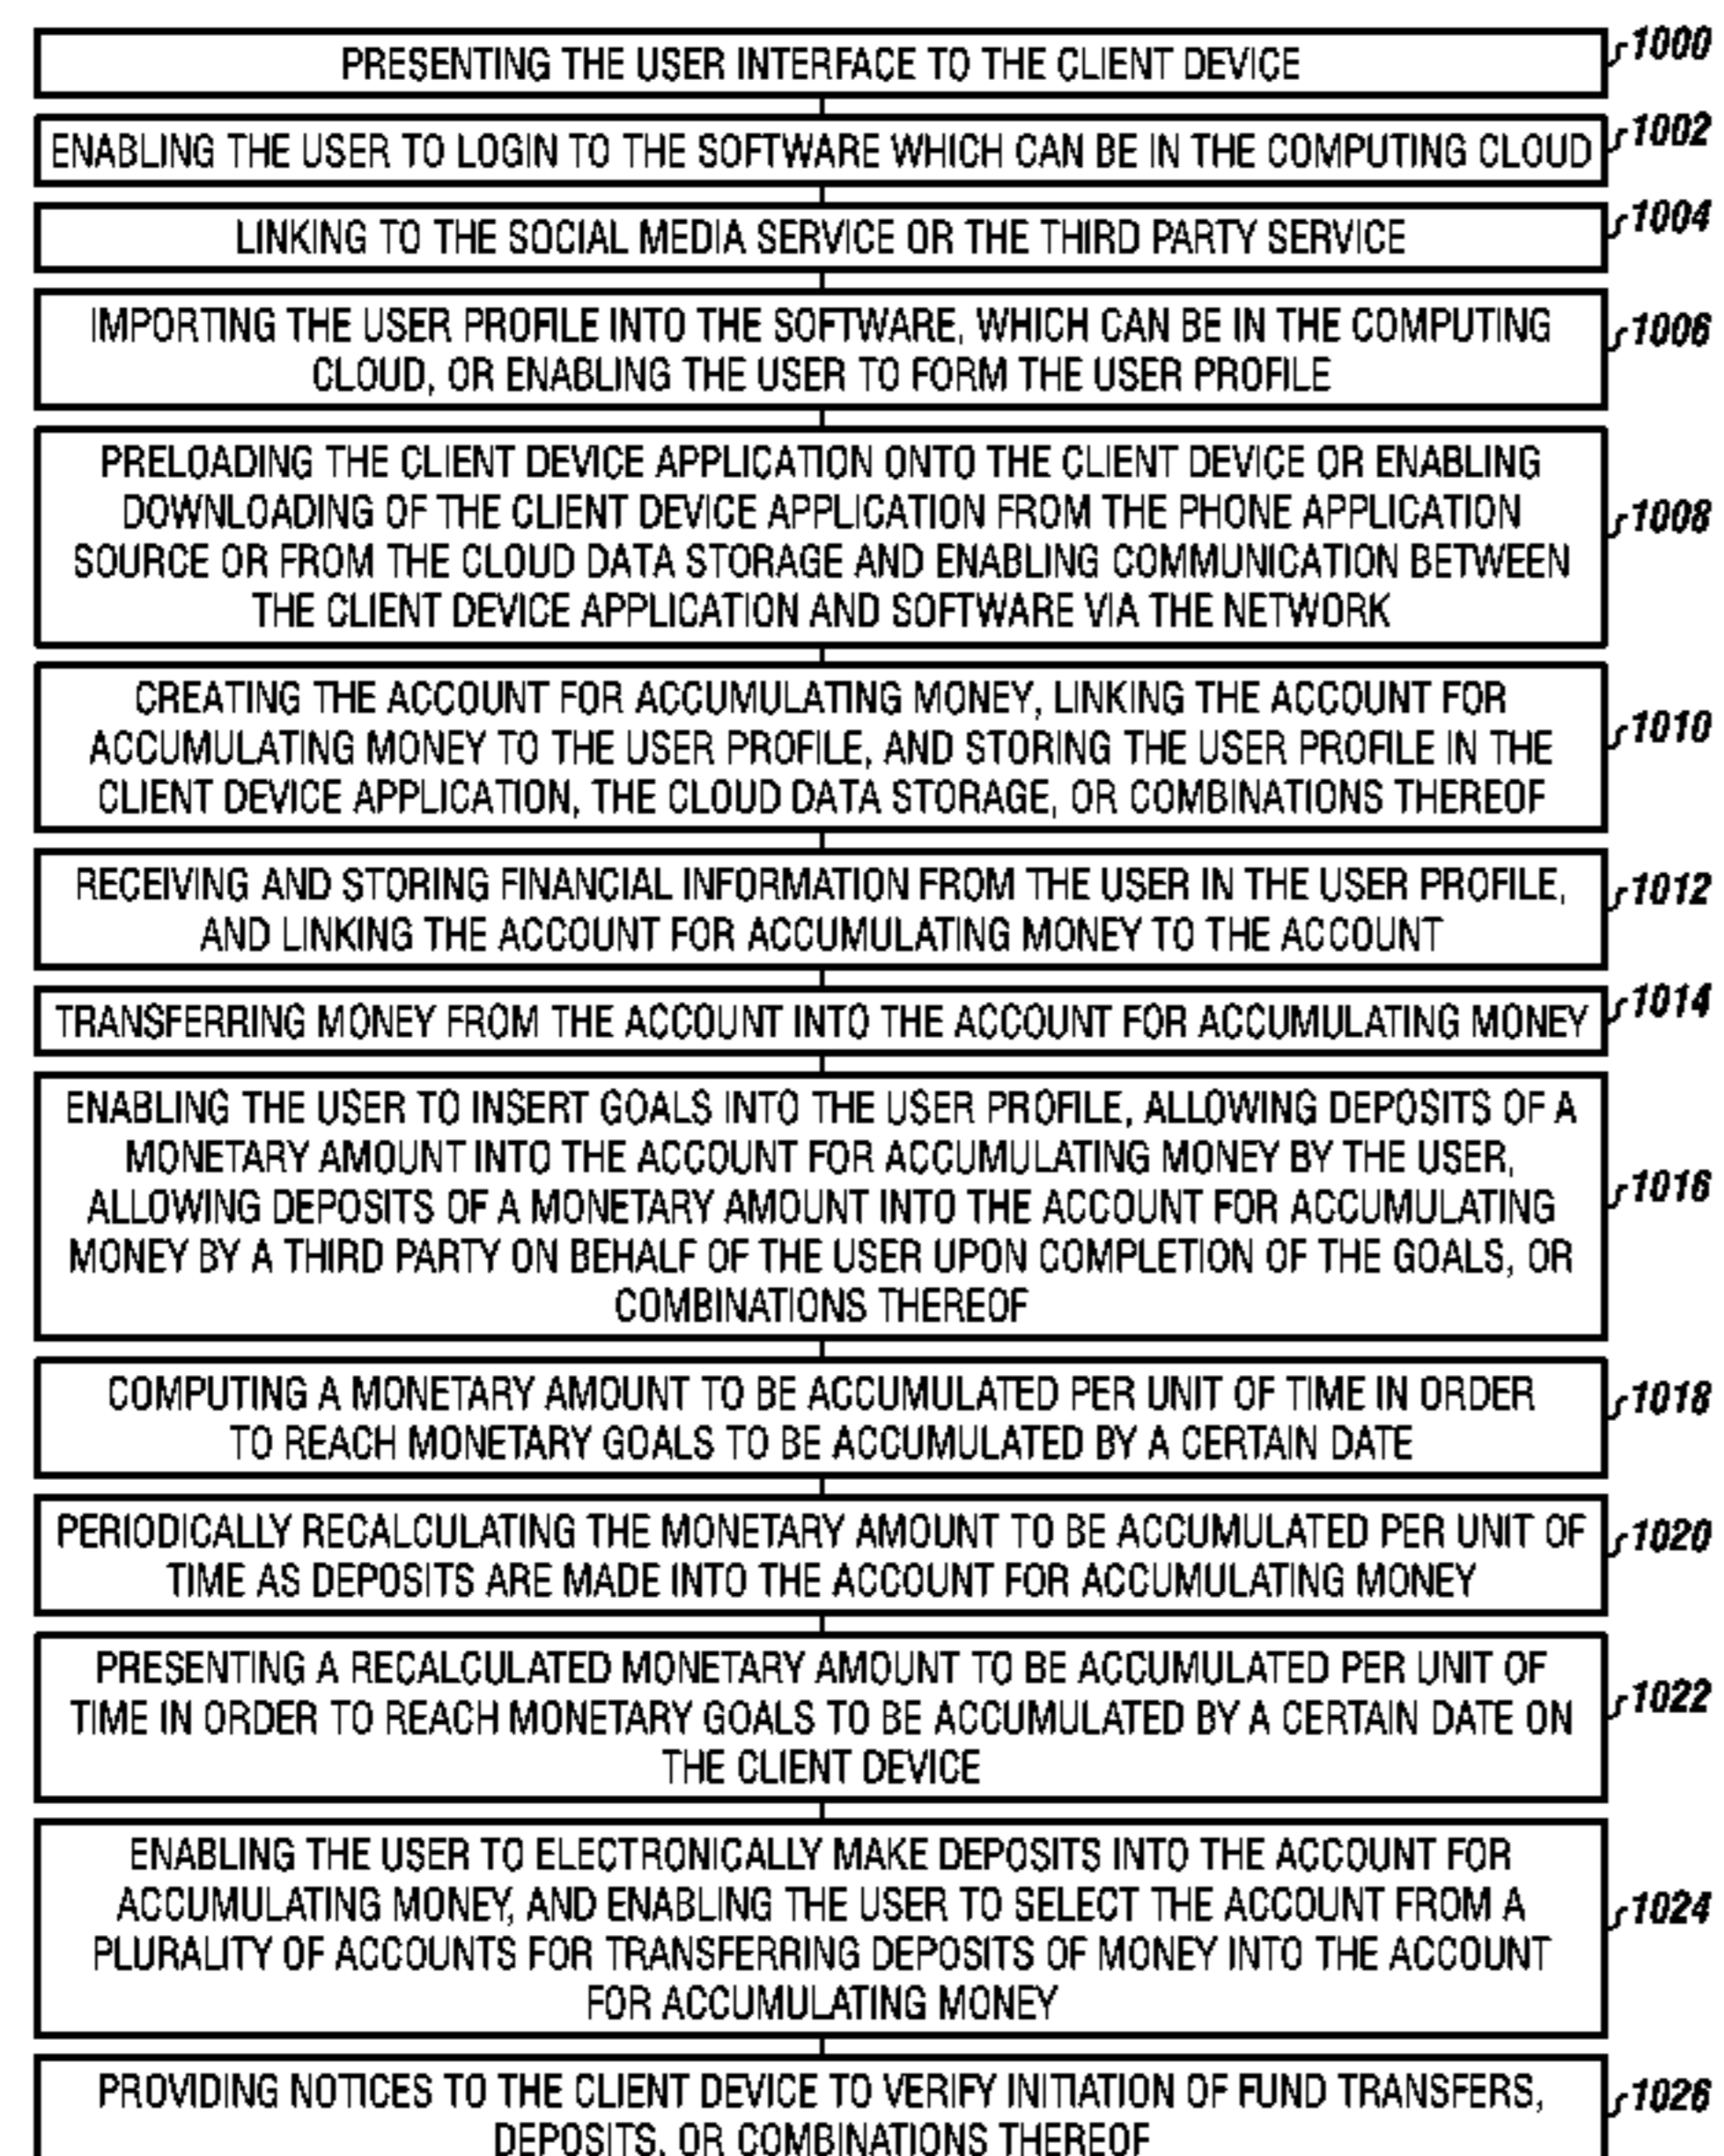 PRESENTING THE USER INTERFACE TO THE CLIENT DEVICE
1000
ENABLING THE USER TO LOGIN TO THE SOFTWARE WHICH CAN BE IN THE COMPUTING CLOUD
1002
LINKING TO THE SOCIAL MEDIA SERVICE OR THE THIRD PARTY SERVICE
1004
IMPORTING THE USER PROFILE INTO THE SOFTWARE, WHICH CAN BE IN THE COMPUTING
CLOUD, OR ENABLING THE USER TO FORM THE USER PROFILE
1006
PRELOADING THE CLIENT DEVICE APPLICATION ONTO THE CLIENT DEVICE OR ENABLING
DOWNLOADING OF THE CLIENT DEVICE APPLICATION FROM THE PHONE APPLICATION
SOURCE OR FROM THE CLOUD DATA STORAGE AND ENABLING COMMUNICATION BETWEEN
THE CLIENT DEVICE APPLICATION AND SOFTWARE VIA THE NETWORK
1008
CREATING THE ACCOUNT FOR ACCUMULATING MONEY, LINKING THE ACCOUNT FOR
ACCUMULATING MONEY TO THE USER PROFILE, AND STORING THE USER PROFILE IN THE
CLIENT DEVICE APPLICATION, THE CLOUD DATA STORAGE, OR COMBINATIONS THEREOF
1010
RECEIVING AND STORING FINANCIAL INFORMATION FROM THE USER IN THE USER PROFILE,
AND LINKING THE ACCOUNT FOR ACCUMULATING MONEY TO THE ACCOUNT
1012
TRANSFERRING MONEY FROM THE ACCOUNT INTO THE ACCOUNT FOR ACCUMULATING MONEY
1014
ENABLING THE USER TO INSERT GOALS INTO THE USER PROFILE, ALLOWING DEPOSITS OF A
MONETARY AMOUNT INTO THE ACCOUNT FOR ACCUMULATING MONEY BY THE USER,
ALLOWING DEPOSITS OF A MONETARY AMOUNT INTO THE ACCOUNT FOR ACCUMULATING
MONEY BY A THIRD PARTY ON BEHALF OF THE USER UPON COMPLETION OF THE GOALS, OR
COMBINATIONS THEREOF
1016
COMPUTING A MONETARY AMOUNT TO BE ACCUMULATED PER UNIT OF TIME IN ORDER
TO REACH MONETARY GOALS TO BE ACCUMULATED BY A CERTAIN DATE
1018
PERIODICALLY RECALCULATING THE MONETARY AMOUNT TO BE ACCUMULATED PER UNIT OF
TIME AS DEPOSITS ARE MADE INTO THE ACCOUNT FOR ACCUMULATING MONEY
1020
PRESENTING A RECALCULATED MONETARY AMOUNT TO BE ACCUMULATED PER UNIT OF
TIME IN ORDER TO REACH MONETARY GOALS TO BE ACCUMULATED BY A CERTAIN DATE ON
THE CLIENT DEVICE
1022
ENABLING THE USER TO ELECTRONICALLY MAKE DEPOSITS INTO THE ACCOUNT FOR
ACCUMULATING MONEY, AND ENABLING THE USER TO SELECT THE ACCOUNT FROM A
PLURALITY OF ACCOUNTS FOR TRANSFERRING DEPOSITS OF MONEY INTO THE ACCOUNT
FOR ACCUMULATING MONEY
1024
PROVIDING NOTICES TO THE CLIENT DEVICE TO VERIFY INITIATION OF FUND TRANSFERS,
DEPOSITS, OR COMBINATIONS THEREOF
1026